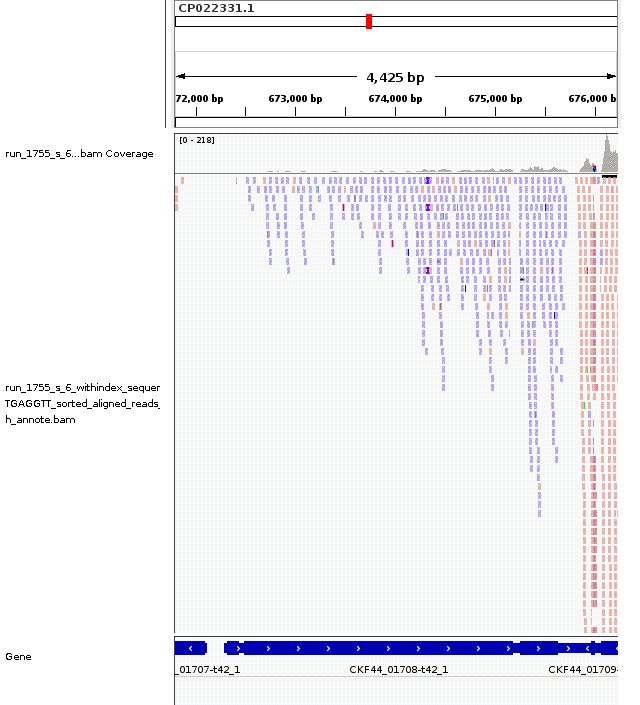 CP022331.1
4,425 bp
72,000 bp 673,000 bp 674,000 bp 675,000 bp 676,000 b
[0 - 218]
run_1755_s_6...bam Coverage
run_1755_s_6_withindex_sequer
TGAGGTT_sorted_aligned_reads_
h_annote.bam
Gene
_01707-t42_1 CKF44_01708-t42_1 CKF44_01709-